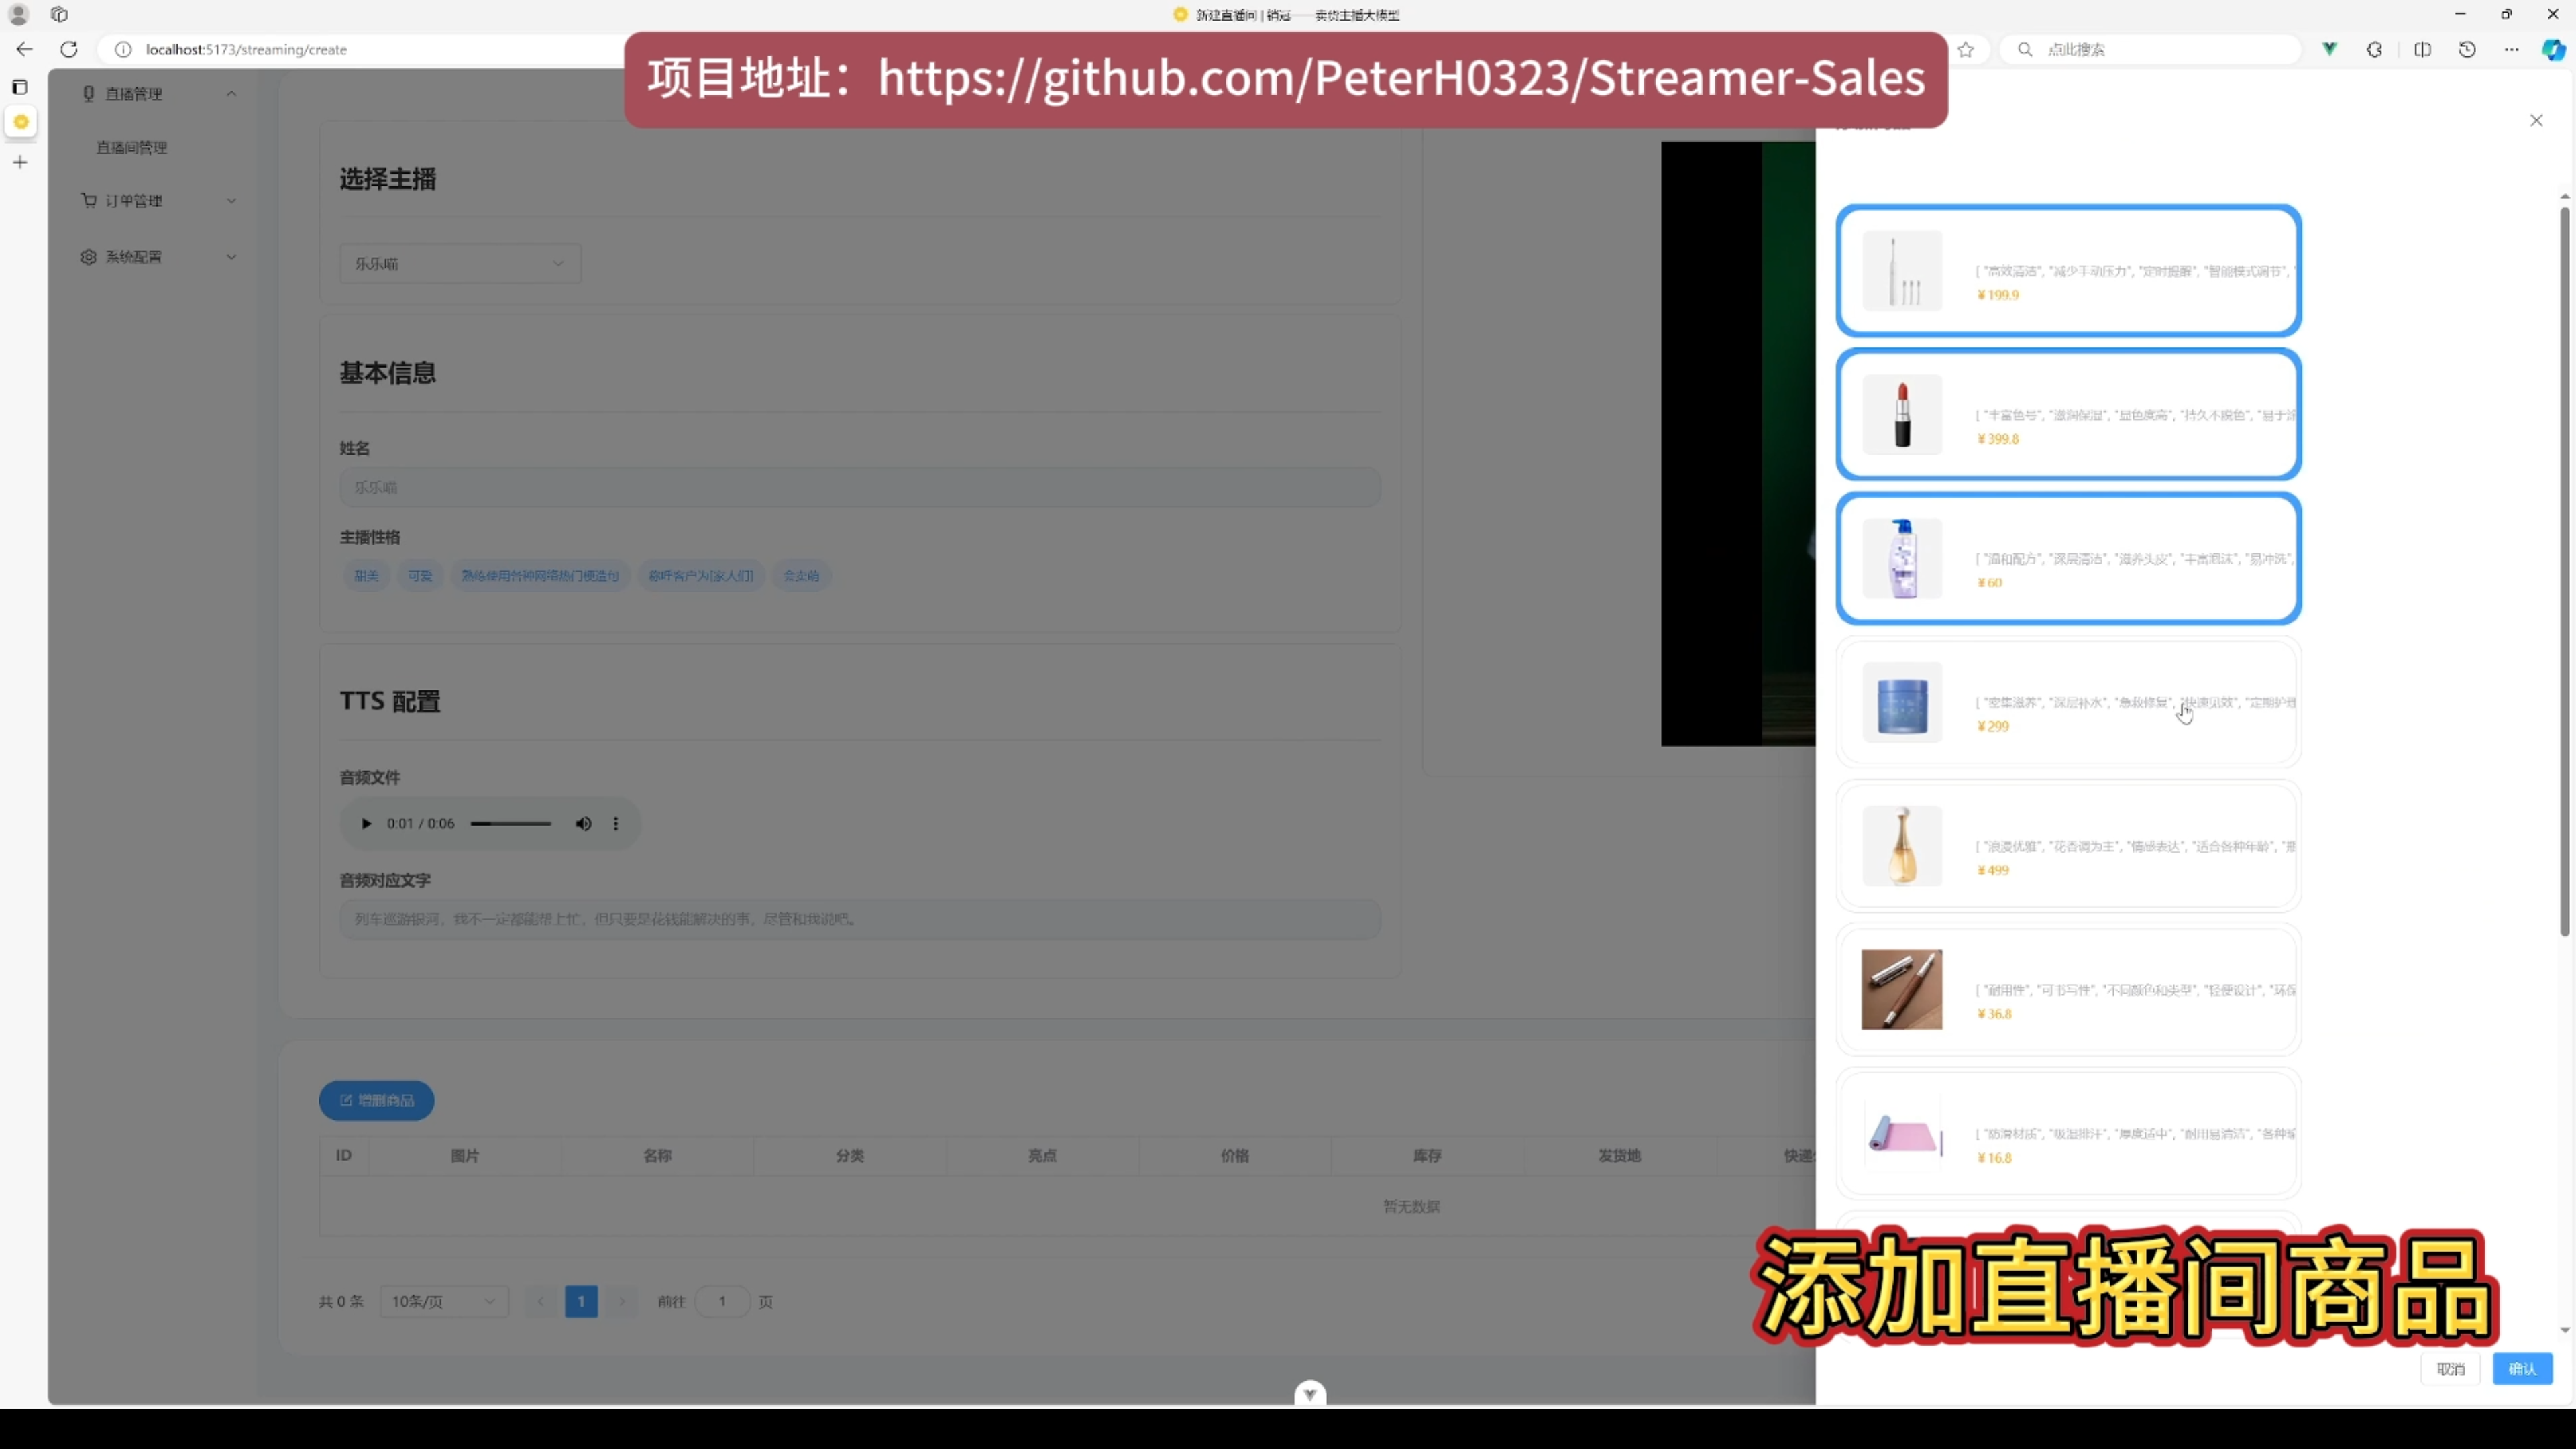 新建直播间 | 销冠——卖货主播大模型
localhost:5173/streaming/create
点此搜索
项目地址：https://github.com/PeterH0323/Streamer-Sales
直播管理
直播间管理
订单管理
系统配置
选择主播
乐乐喵
基本信息
姓名
乐乐喵
主播性格
甜美 可爱 熟练使用各种网络热门梗造句 称呼客户为[家人们] 会卖萌
TTS 配置
音频文件
0:01 / 0:06
音频对应文字
列车巡游银河，我不一定都能帮上忙，但只要是花钱能解决的事，尽管和我说吧。
增删商品
ID 图片 名称 分类 亮点 价格 库存 发货地 快递
暂无数据
共 0 条 10条/页 1 前往 1 页
[ "高效清洁", "减少手动压力", "定时提醒", "智能模式调节", "
¥199.9
[ "丰富色号", "滋润保湿", "显色度高", "持久不脱色", "易于涂
¥399.8
[ "温和配方", "深层清洁", "滋养头皮", "丰富泡沫", "易冲洗",
¥60
[ "密集滋养", "深层补水", "急救修复", "快速见效", "定期护理
¥299
[ "浪漫优雅", "花香调为主", "情感表达", "适合各种年龄", "瓶
¥499
[ "耐用性", "可书写性", "不同颜色和类型", "轻便设计", "环保
¥36.8
[ "防滑材质", "吸湿排汗", "厚度适中", "耐用易清洁", "各种瑜
¥16.8
添加直播间商品
取消 确认